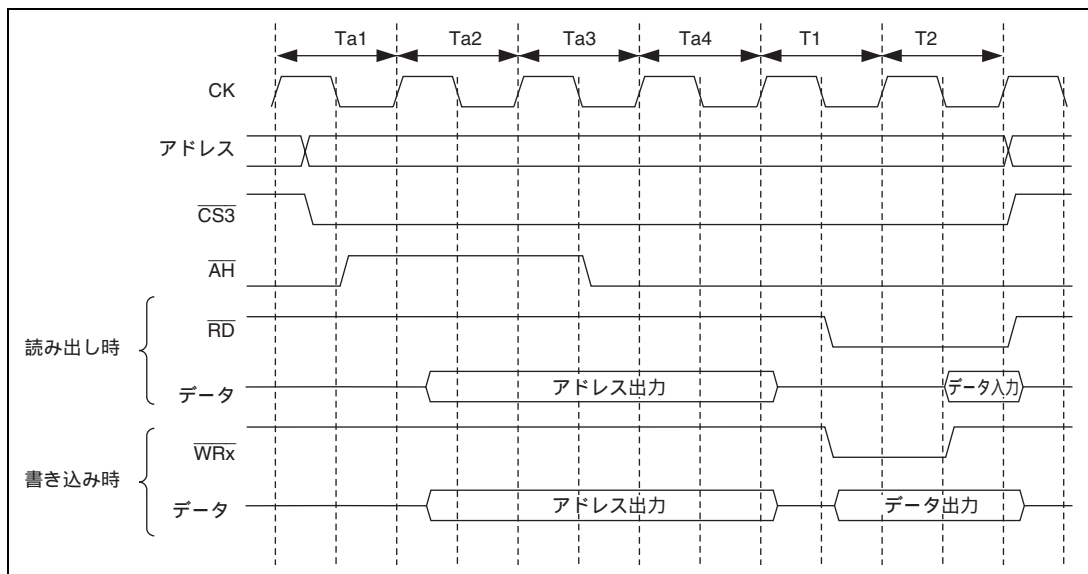 Ta1 Ta2 Ta3 Ta4 T1 T2
CK
アドレス
CS3
AH
読み出し時
RD
データ アドレス出力 データ入力
書き込み時
WRx
データ アドレス出力 データ出力